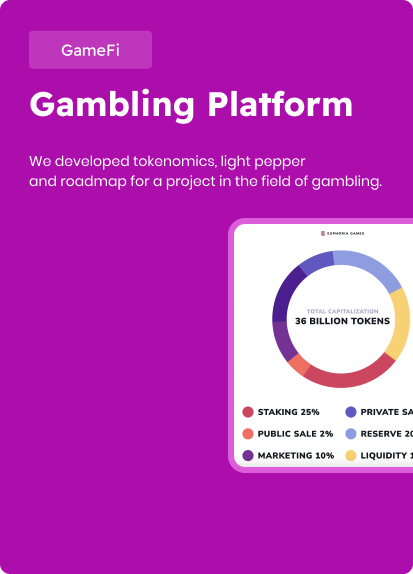 GameFi
Gambling Platform
We developed tokenomics, light pepper
and roadmap for a project in the field of gambling.
EUPHORIA GAMES
TOTAL CAPITALIZATION
36 BILLION TOKENS
STAKING 25%
PRIVATE SA
PUBLIC SALE 2%
RESERVE 20
MARKETING 10%
LIQUIDITY 1